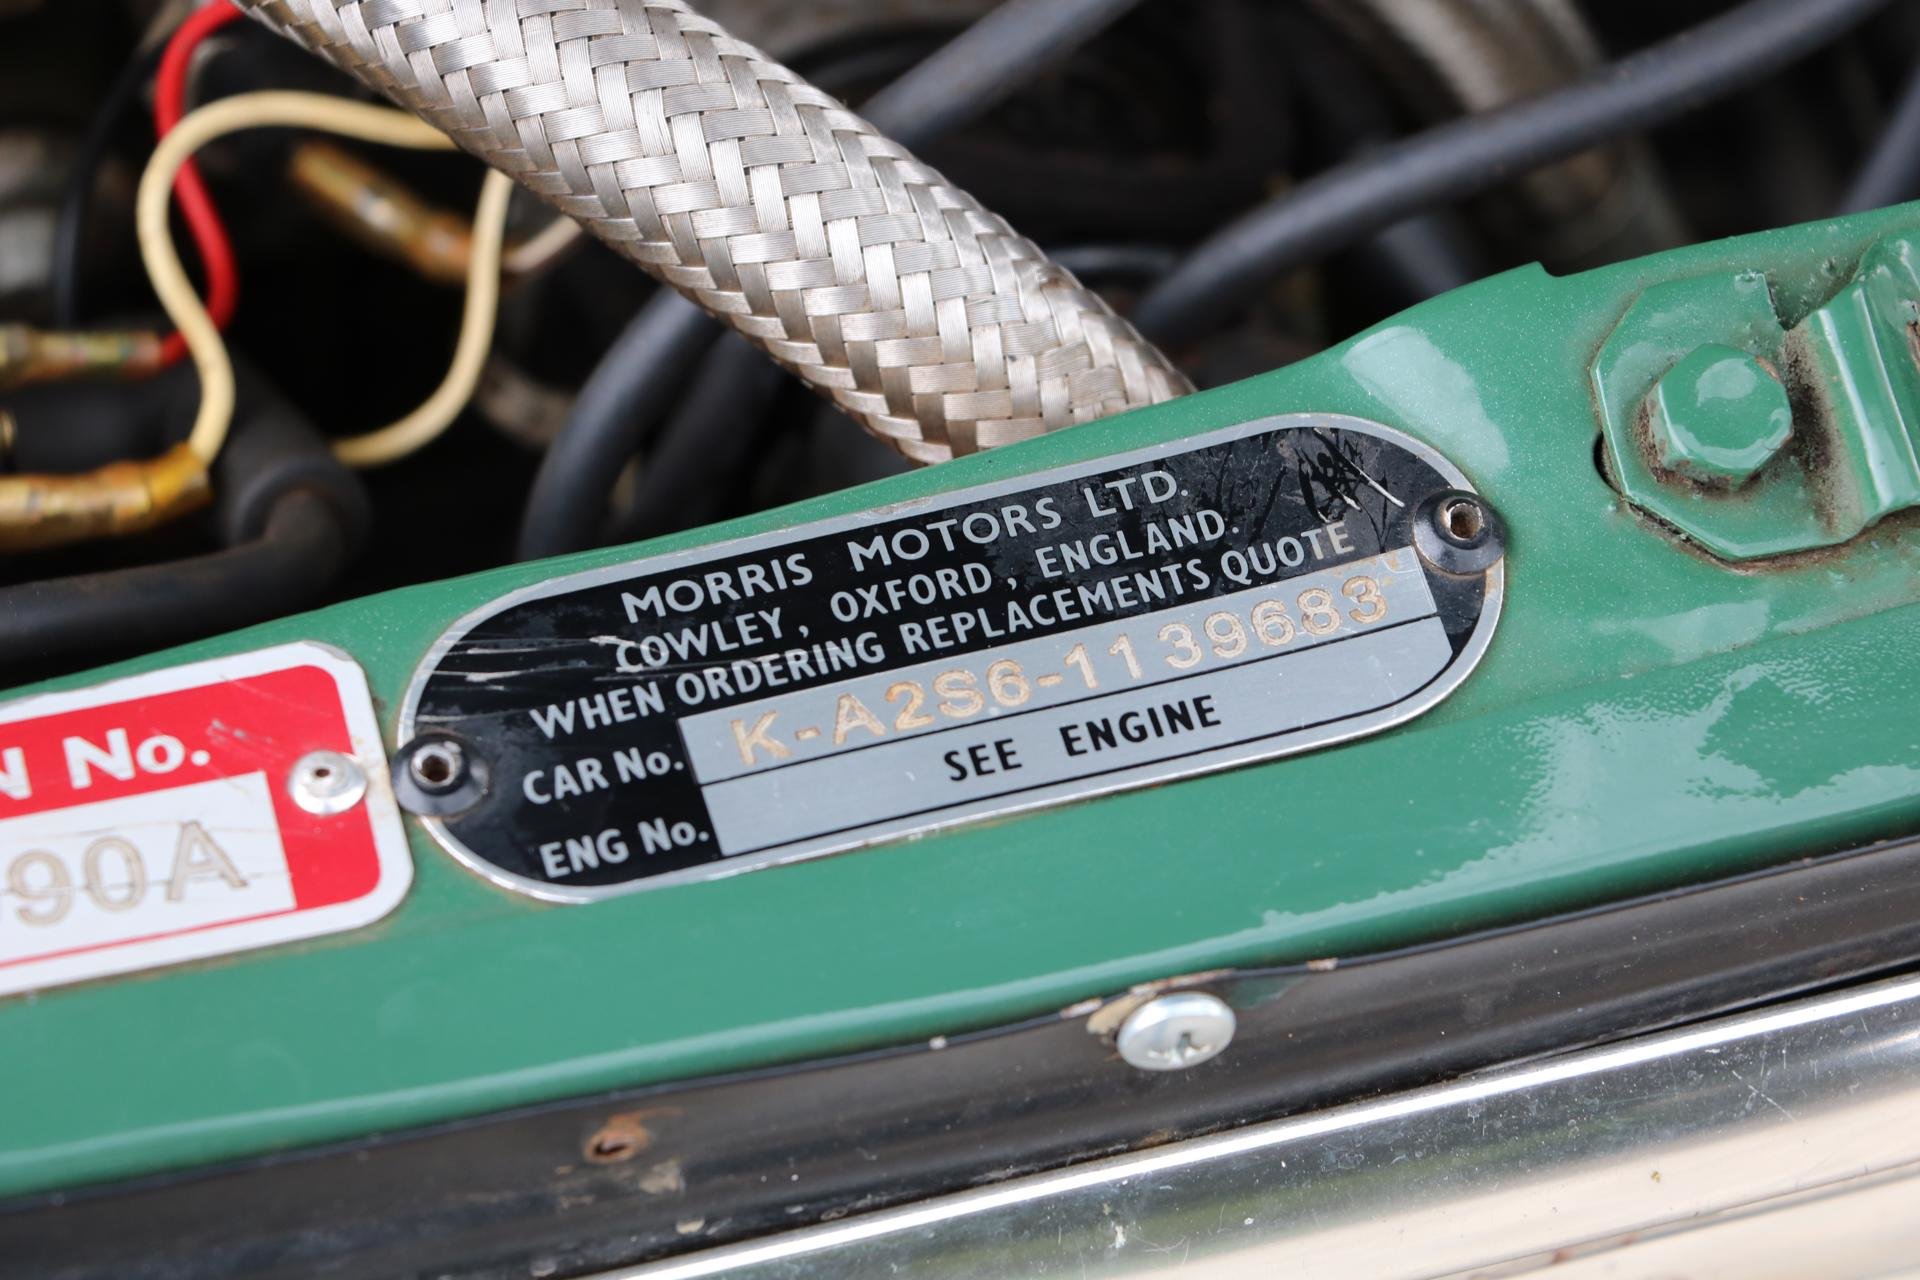 MORRIS MOTORS LTD.
COWLEY, OXFORD, ENGLAND.
WHEN ORDERING REPLACEMENTS QUOTE
CAR No. K-A2S6-1139683
ENG No. SEE ENGINE
N No.
90A